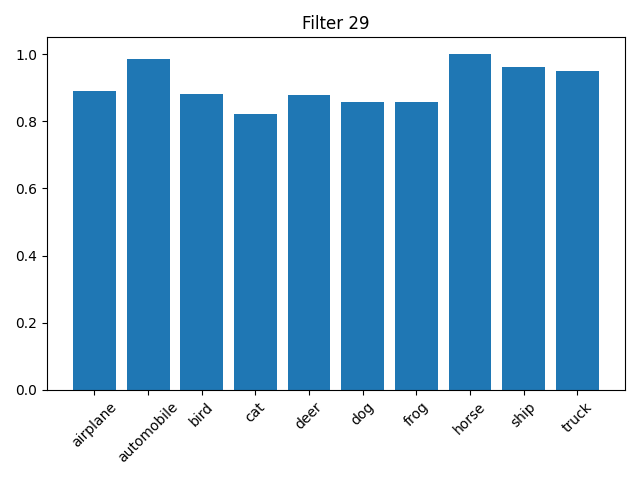 Filter 29
1.0
0.8
0.6
0.4
0.2
0.0
airplane
automobile
bird
cat
deer
dog
frog
horse
ship
truck